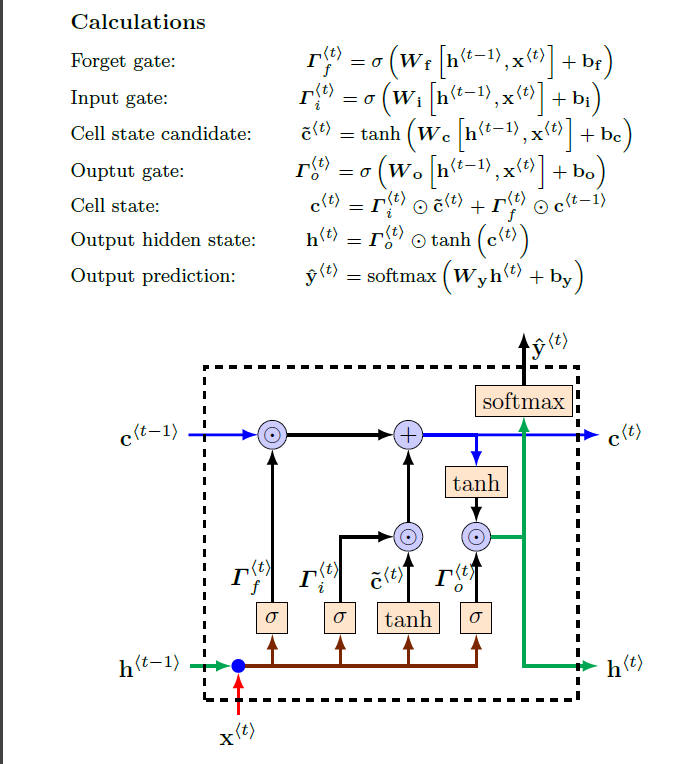 Calculations
Forget gate: Γ_f^⟨t⟩ = σ(W_f [h^⟨t−1⟩, x^⟨t⟩] + b_f)
Input gate: Γ_i^⟨t⟩ = σ(W_i [h^⟨t−1⟩, x^⟨t⟩] + b_i)
Cell state candidate: c̃^⟨t⟩ = tanh(W_c [h^⟨t−1⟩, x^⟨t⟩] + b_c)
Ouptut gate: Γ_o^⟨t⟩ = σ(W_o [h^⟨t−1⟩, x^⟨t⟩] + b_o)
Cell state: c^⟨t⟩ = Γ_i^⟨t⟩ ⊙ c̃^⟨t⟩ + Γ_f^⟨t⟩ ⊙ c^⟨t−1⟩
Output hidden state: h^⟨t⟩ = Γ_o^⟨t⟩ ⊙ tanh(c^⟨t⟩)
Output prediction: ŷ^⟨t⟩ = softmax(W_y h^⟨t⟩ + b_y)
ŷ^⟨t⟩
softmax
c^⟨t−1⟩ ⊙ + c^⟨t⟩
tanh
⊙ ⊙
Γ_f^⟨t⟩ Γ_i^⟨t⟩ c̃^⟨t⟩ Γ_o^⟨t⟩
σ σ tanh σ
h^⟨t−1⟩ h^⟨t⟩
x^⟨t⟩